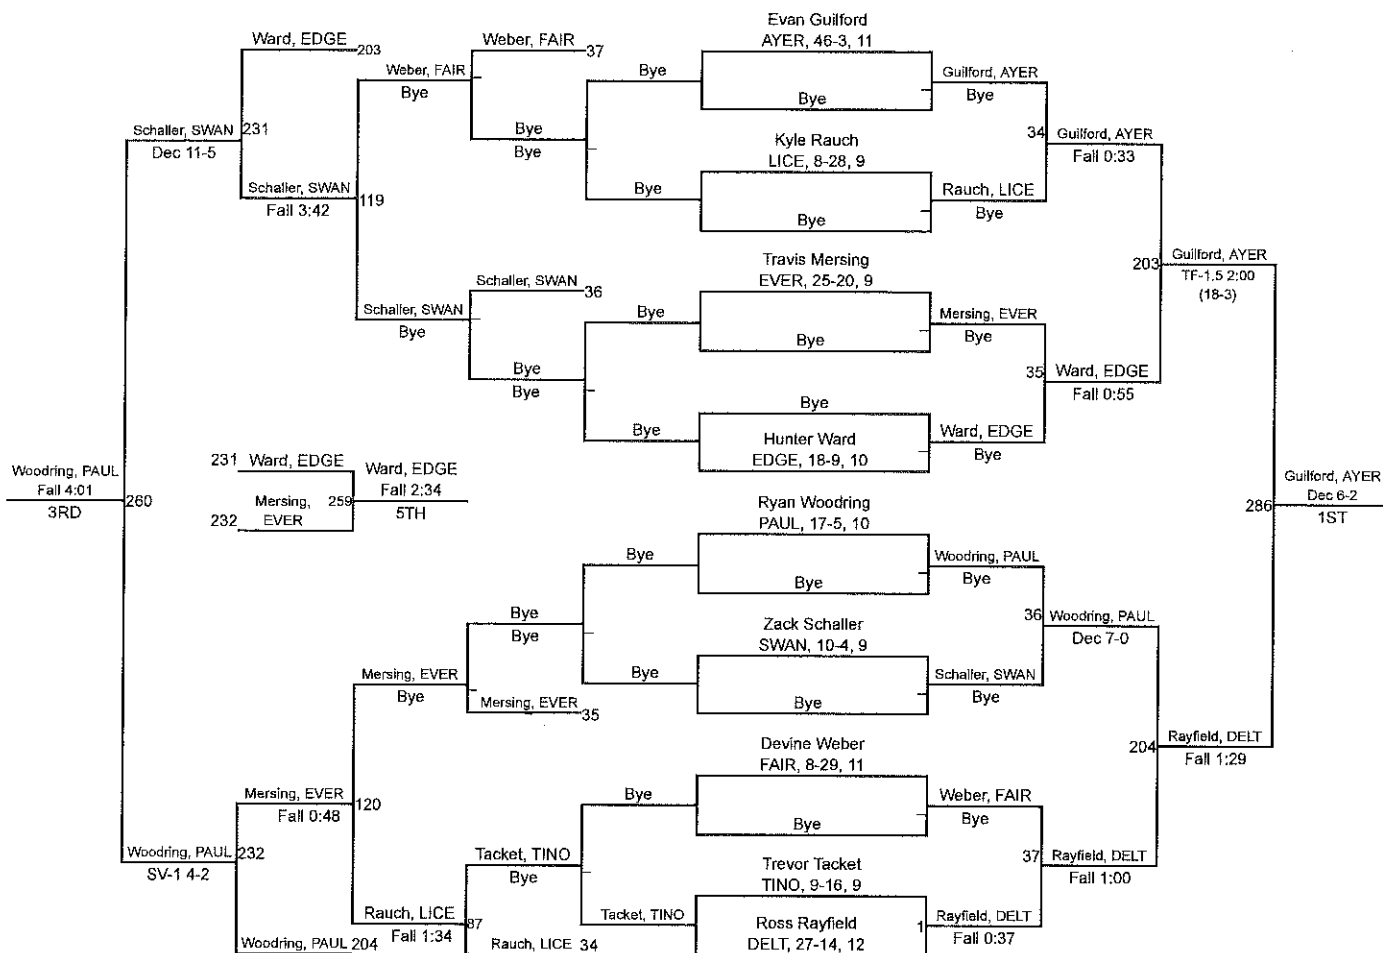 Evan Guilford
AYER, 46-3, 11
Ward, EDGE 203
Weber, FAIR 37
Weber, FAIR
Bye
Bye
Bye
Guilford, AYER
Bye
Schaller, SWAN 231
Dec 11-5
Bye
Bye
Kyle Rauch
LICE, 8-28, 9
34 Guilford, AYER
Fall 0:33
Schaller, SWAN
Fall 3:42
119
Bye
Bye
Rauch, LICE
Bye
Travis Mersing
EVER, 25-20, 9
203 Guilford, AYER
TF-1.5 2:00
(18-3)
Schaller, SWAN 36
Schaller, SWAN
Bye
Bye
Bye
Mersing, EVER
Bye
Bye
Bye
35 Ward, EDGE
Fall 0:55
Bye
Bye
Hunter Ward
EDGE, 18-9, 10
Ward, EDGE
Bye
Woodring, PAUL
Fall 4:01
3RD
260
231 Ward, EDGE
232 Mersing,
EVER
259
Ward, EDGE
Fall 2:34
5TH
286
Guilford, AYER
Dec 6-2
1ST
Ryan Woodring
PAUL, 17-5, 10
Bye
Bye
Woodring, PAUL
Bye
Bye
Bye
Zack Schaller
SWAN, 10-4, 9
36 Woodring, PAUL
Dec 7-0
Mersing, EVER
Bye
Bye
Bye
Schaller, SWAN
Bye
Mersing, EVER 35
Devine Weber
FAIR, 8-29, 11
204 Rayfield, DELT
Fall 1:29
Mersing, EVER
Fall 0:48
120
Bye
Bye
Weber, FAIR
Bye
Woodring, PAUL 232
SV-1 4-2
Tacket, TINO
Bye
Trevor Tacket
TINO, 9-16, 9
37 Rayfield, DELT
Fall 1:00
Rauch, LICE
Fall 1:34
87
Tacket, TINO
Ross Rayfield
DELT, 27-14, 12
1
Rayfield, DELT
Fall 0:37
Woodring, PAUL 204
Rauch, LICE 34